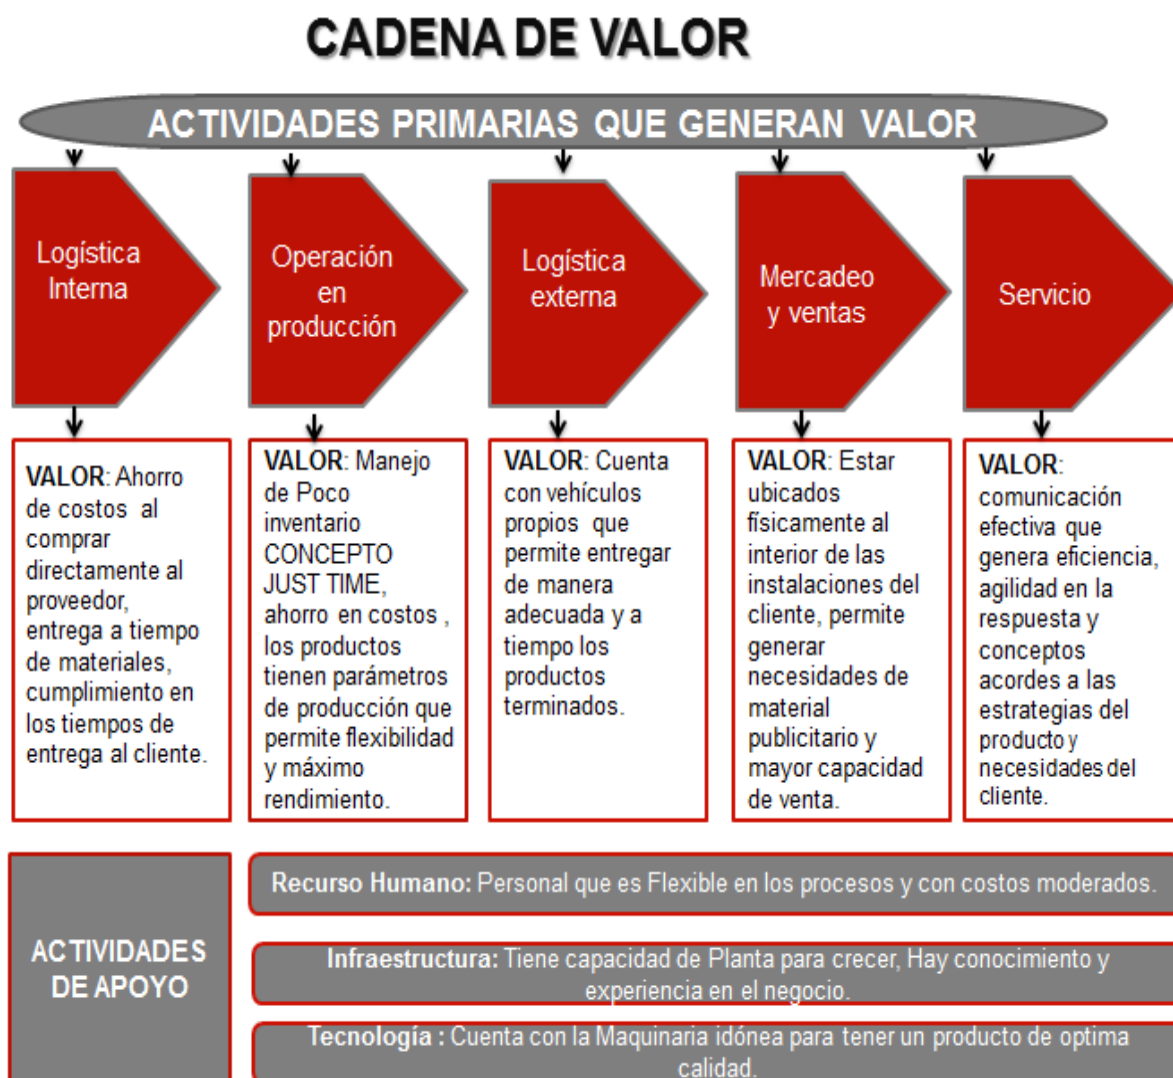 CADENA DE VALOR
ACTIVIDADES PRIMARIAS QUE GENERAN VALOR
Logística
Interna
Operación
en
producción
Logística
externa
Mercadeo
y ventas
Servicio
VALOR: Ahorro
de costos al
comprar
directamente al
proveedor,
entrega a tiempo
de materiales,
cumplimiento en
los tiempos de
entrega al cliente.
VALOR: Manejo
de Poco
inventario
CONCEPTO
JUST TIME,
ahorro en costos ,
los productos
tienen parámetros
de producción que
permite flexibilidad
y máximo
rendimiento.
VALOR: Cuenta
con vehículos
propios que
permite entregar
de manera
adecuada y a
tiempo los
productos
terminados.
VALOR: Estar
ubicados
físicamente al
interior de las
instalaciones del
cliente, permite
generar
necesidades de
material
publicitario y
mayor capacidad
de venta.
VALOR:
comunicación
efectiva que
genera eficiencia,
agilidad en la
respuesta y
conceptos
acordes a las
estrategias del
producto y
necesidades del
cliente.
ACTIVIDADES
DE APOYO
Recurso Humano: Personal que es Flexible en los procesos y con costos moderados.
Infraestructura: Tiene capacidad de Planta para crecer, Hay conocimiento y
experiencia en el negocio.
Tecnología : Cuenta con la Maquinaria idónea para tener un producto de optima
calidad.